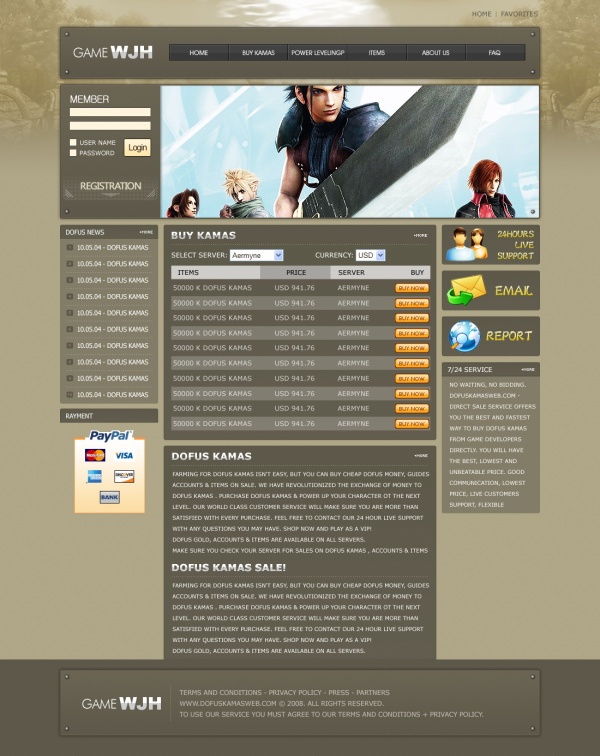 HOME | FAVORITES
GAME WJH
HOME
BUY KAMAS
POWER LEVELINGP
ITEMS
ABOUT US
FAQ
MEMBER
USER NAME
PASSWORD
Login
REGISTRATION
DOFUS NEWS
+MORE
10.05.04 - DOFUS KAMAS
10.05.04 - DOFUS KAMAS
10.05.04 - DOFUS KAMAS
10.05.04 - DOFUS KAMAS
10.05.04 - DOFUS KAMAS
10.05.04 - DOFUS KAMAS
10.05.04 - DOFUS KAMAS
10.05.04 - DOFUS KAMAS
10.05.04 - DOFUS KAMAS
10.05.04 - DOFUS KAMAS
RAYMENT
PayPal
MasterCard
VISA
DISCOVER
BANK
BUY KAMAS
+MORE
SELECT SERVER: Aermyne CURRENCY: USD
ITEMS PRICE SERVER BUY
50000 K DOFUS KAMAS USD 941.76 AERMYNE BUY NOW
50000 K DOFUS KAMAS USD 941.76 AERMYNE BUY NOW
50000 K DOFUS KAMAS USD 941.76 AERMYNE BUY NOW
50000 K DOFUS KAMAS USD 941.76 AERMYNE BUY NOW
50000 K DOFUS KAMAS USD 941.76 AERMYNE BUY NOW
50000 K DOFUS KAMAS USD 941.76 AERMYNE BUY NOW
50000 K DOFUS KAMAS USD 941.76 AERMYNE BUY NOW
50000 K DOFUS KAMAS USD 941.76 AERMYNE BUY NOW
50000 K DOFUS KAMAS USD 941.76 AERMYNE BUY NOW
50000 K DOFUS KAMAS USD 941.76 AERMYNE BUY NOW
DOFUS KAMAS
+MORE
FARMING FOR DOFUS KAMAS ISN'T EASY, BUT YOU CAN BUY CHEAP DOFUS MONEY, GUIDES
ACCOUNTS & ITEMS ON SALE. WE HAVE REVOLUTIONIZED THE EXCHANGE OF MONEY TO
DOFUS KAMAS . PURCHASE DOFUS KAMAS & POWER UP YOUR CHARACTER OT THE NEXT
LEVEL. OUR WORLD CLASS CUSTOMER SERVICE WILL MAKE SURE YOU ARE MORE THAN
SATISFIED WITH EVERY PURCHASE. FEEL FREE TO CONTACT OUR 24 HOUR LIVE SUPPORT
WITH ANY QUESTIONS YOU MAY HAVE. SHOP NOW AND PLAY AS A VIP!
DOFUS GOLD, ACCOUNTS & ITEMS ARE AVAILABLE ON ALL SERVERS.
MAKE SURE YOU CHECK YOUR SERVER FOR SALES ON DOFUS KAMAS , ACCOUNTS & ITEMS
DOFUS KAMAS SALE!
FARMING FOR DOFUS KAMAS ISN'T EASY, BUT YOU CAN BUY CHEAP DOFUS MONEY, GUIDES
ACCOUNTS & ITEMS ON SALE. WE HAVE REVOLUTIONIZED THE EXCHANGE OF MONEY TO
DOFUS KAMAS . PURCHASE DOFUS KAMAS & POWER UP YOUR CHARACTER OT THE NEXT
LEVEL. OUR WORLD CLASS CUSTOMER SERVICE WILL MAKE SURE YOU ARE MORE THAN
SATISFIED WITH EVERY PURCHASE. FEEL FREE TO CONTACT OUR 24 HOUR LIVE SUPPORT
WITH ANY QUESTIONS YOU MAY HAVE. SHOP NOW AND PLAY AS A VIP!
DOFUS GOLD, ACCOUNTS & ITEMS ARE AVAILABLE ON ALL SERVERS.
24HOURS
LIVE
SUPPORT
EMAIL
REPORT
7/24 SERVICE
+MORE
NO WAITING, NO BIDDING.
DOFUSKAMASWEB.COM -
DIRECT SALE SERVICE OFFERS
YOU THE BEST AND FASTEST
WAY TO BUY DOFUS KAMAS
FROM GAME DEVELOPERS
DIRECTLY. YOU WILL HAVE
THE BEST, LOWEST AND
UNBEATABLE PRICE. GOOD
COMMUNICATION, LOWEST
PRICE, LIVE CUSTOMERS
SUPPORT, FLEXIBLE
GAME WJH
TERMS AND CONDITIONS - PRIVACY POLICY - PRESS - PARTNERS
WWW.DOFUSKAMASWEB.COM © 2008. ALL RIGHTS RESERVED.
TO USE OUR SERVICE YOU MUST AGREE TO OUR TERMS AND CONDITIONS + PRIVACY POLICY.